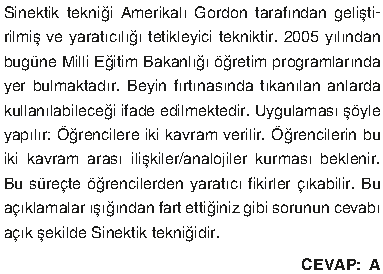 Sinektik tekniği Amerikalı Gordon tarafından gelişti-
rilmiş ve yaratıcılığı tetikleyici tekniktir. 2005 yılından
bugüne Milli Eğitim Bakanlığı öğretim programlarında
yer bulmaktadır. Beyin fırtınasında tıkanılan anlarda
kullanılabileceği ifade edilmektedir. Uygulaması şöyle
yapılır: Öğrencilere iki kavram verilir. Öğrencilerin bu
iki kavram arası ilişkiler/analojiler kurması beklenir.
Bu süreçte öğrencilerden yaratıcı fikirler çıkabilir. Bu
açıklamalar ışığından fart ettiğiniz gibi sorunun cevabı
açık şekilde Sinektik tekniğidir.
CEVAP: A